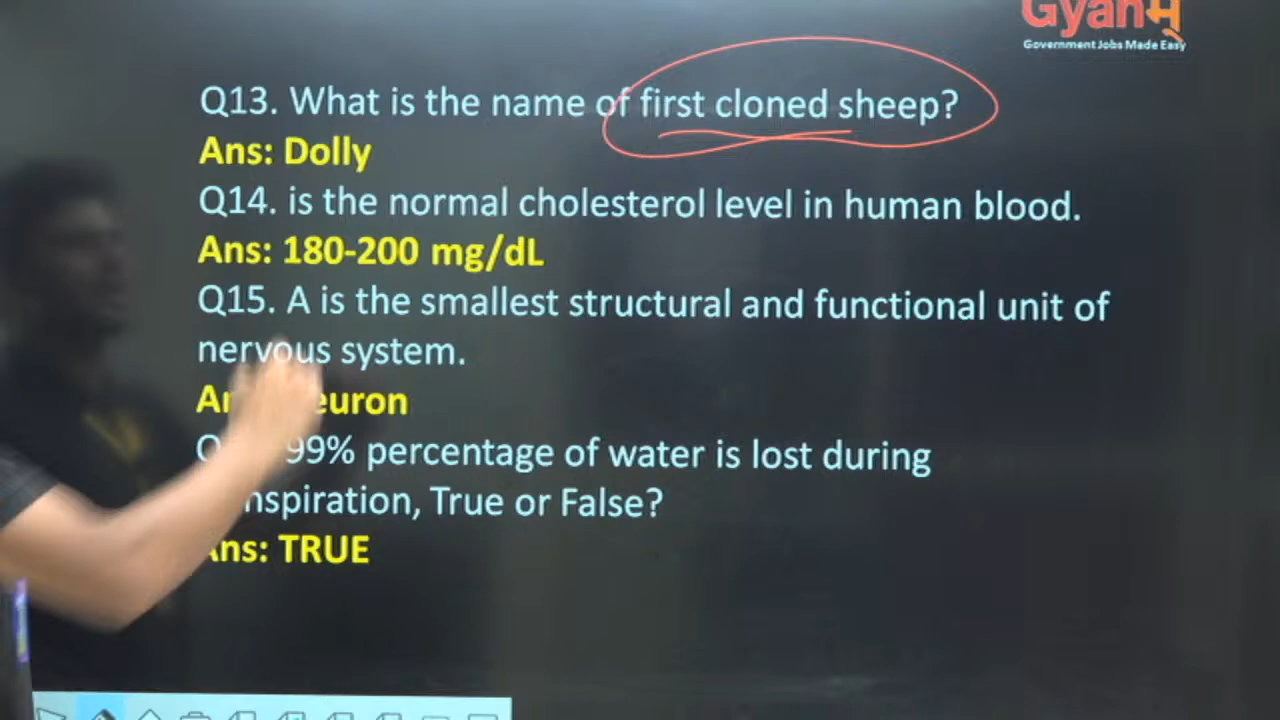 Gyanम्
Government Jobs Made Easy
Q13. What is the name of first cloned sheep?
Ans: Dolly
Q14. is the normal cholesterol level in human blood.
Ans: 180-200 mg/dL
Q15. A is the smallest structural and functional unit of
nervous system.
euron
99% percentage of water is lost during
nspiration, True or False?
Ans: TRUE